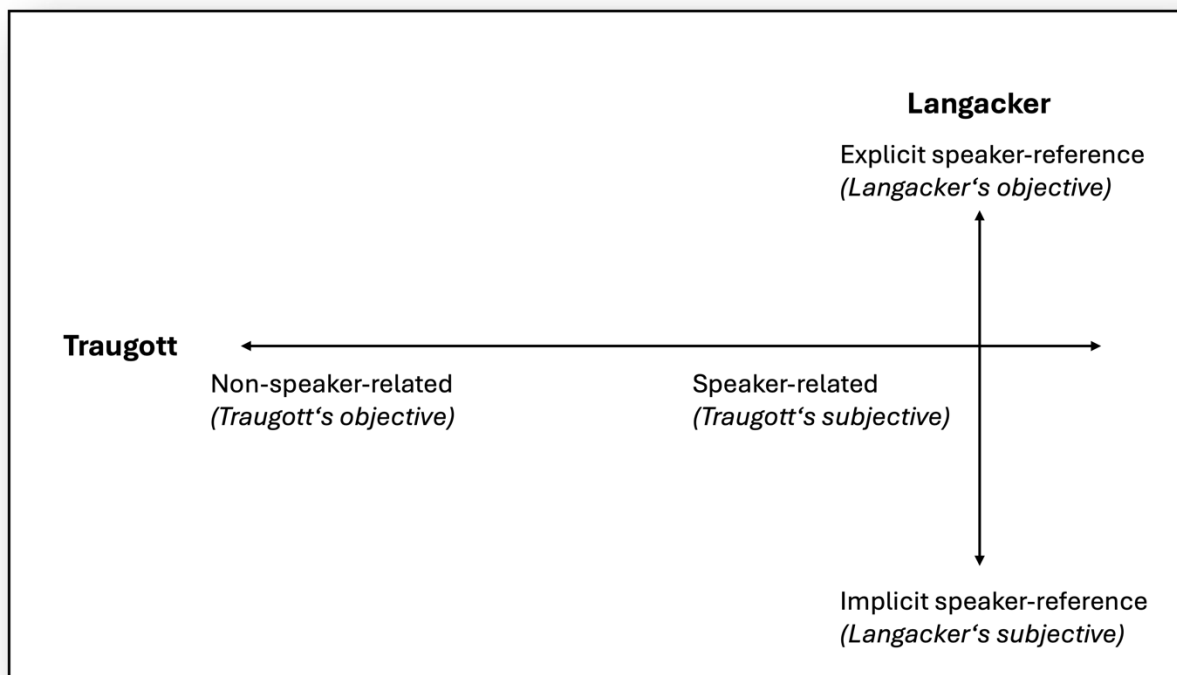 Langacker
Explicit speaker-reference
(Langacker‘s objective)
Traugott
Non-speaker-related
(Traugott‘s objective)
Speaker-related
(Traugott‘s subjective)
Implicit speaker-reference
(Langacker‘s subjective)